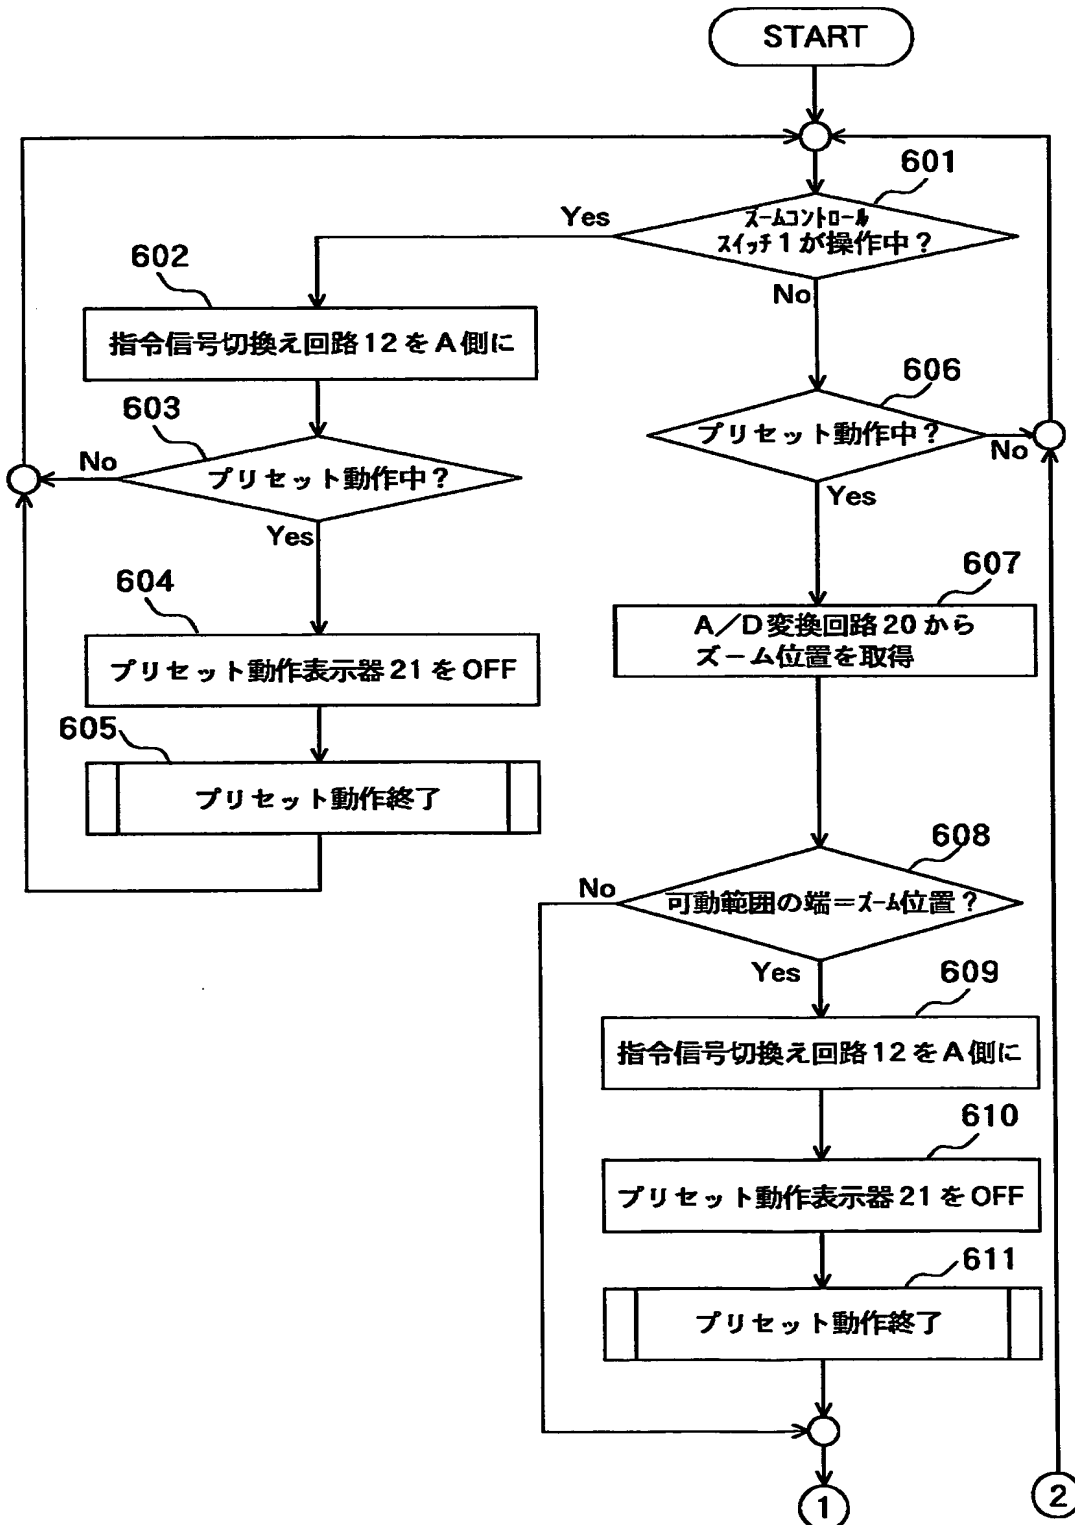 START
601
ズームコントロール
スイッチ1が操作中?
Yes
No
602
指令信号切換え回路12をA側に
603
プリセット動作中?
No
Yes
604
プリセット動作表示器21をOFF
605
プリセット動作終了
606
プリセット動作中?
No
Yes
607
A/D変換回路20から
ズーム位置を取得
608
可動範囲の端=ズーム位置?
No
Yes
609
指令信号切換え回路12をA側に
610
プリセット動作表示器21をOFF
611
プリセット動作終了
1
2